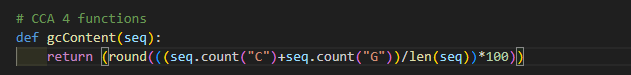 # CCA 4 functions
def gcContent(seq):
    return (round(((seq.count("C")+seq.count("G"))/len(seq))*100))